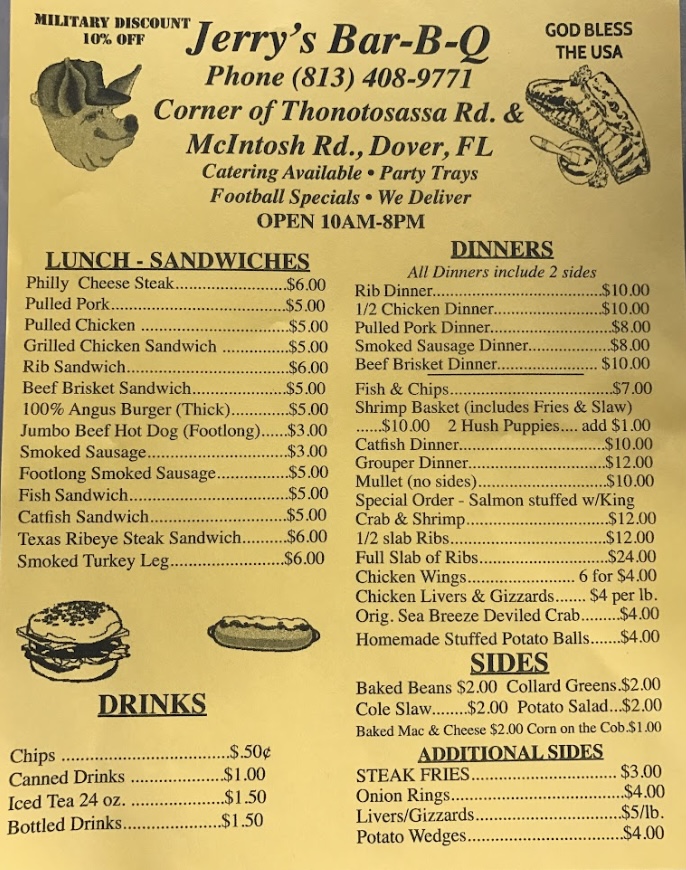 MILITARY DISCOUNT
10% OFF
Jerry's Bar-B-Q
GOD BLESS
THE USA
Phone (813) 408-9771
Corner of Thonotosassa Rd. &
McIntosh Rd., Dover, FL
Catering Available • Party Trays
Football Specials • We Deliver
OPEN 10AM-8PM
LUNCH - SANDWICHES
Philly Cheese Steak..........................$6.00
Pulled Pork.........................................$5.00
Pulled Chicken ..................................$5.00
Grilled Chicken Sandwich ...............$5.00
Rib Sandwich......................................$6.00
Beef Brisket Sandwich.......................$5.00
100% Angus Burger (Thick).............$5.00
Jumbo Beef Hot Dog (Footlong)......$3.00
Smoked Sausage.................................$3.00
Footlong Smoked Sausage.................$5.00
Fish Sandwich.....................................$5.00
Catfish Sandwich................................$5.00
Texas Ribeye Steak Sandwich..........$6.00
Smoked Turkey Leg...........................$6.00
DRINKS
Chips .......................................$.50¢
Canned Drinks ......................$1.00
Iced Tea 24 oz. ......................$1.50
Bottled Drinks.......................$1.50
DINNERS
All Dinners include 2 sides
Rib Dinner........................................$10.00
1/2 Chicken Dinner.........................$10.00
Pulled Pork Dinner............................$8.00
Smoked Sausage Dinner...................$8.00
Beef Brisket Dinner........................ $10.00
Fish & Chips......................................$7.00
Shrimp Basket (includes Fries & Slaw)
......$10.00 2 Hush Puppies.... add $1.00
Catfish Dinner..................................$10.00
Grouper Dinner................................$12.00
Mullet (no sides)..............................$10.00
Special Order - Salmon stuffed w/King
Crab & Shrimp.................................$12.00
1/2 slab Ribs.....................................$12.00
Full Slab of Ribs..............................$24.00
Chicken Wings......................... 6 for $4.00
Chicken Livers & Gizzards....... $4 per lb.
Orig. Sea Breeze Deviled Crab.........$4.00
Homemade Stuffed Potato Balls.......$4.00
SIDES
Baked Beans $2.00 Collard Greens.$2.00
Cole Slaw........$2.00 Potato Salad...$2.00
Baked Mac & Cheese $2.00 Corn on the Cob.$1.00
ADDITIONAL SIDES
STEAK FRIES.................................. $3.00
Onion Rings........................................$4.00
Livers/Gizzards..................................$5/lb.
Potato Wedges....................................$4.00